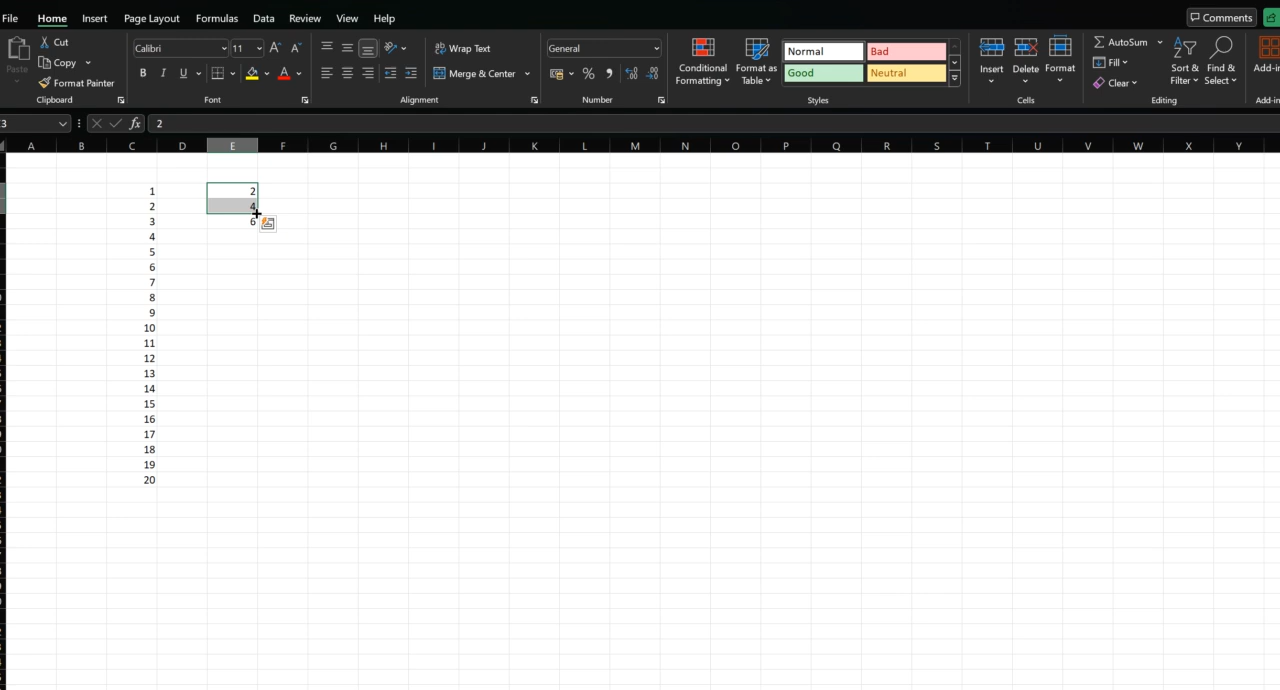 File Home Insert Page Layout Formulas Data Review View Help Comments
Cut
Copy
Format Painter
Paste
Clipboard
Calibri 11
B I U A
Font
Wrap Text
Merge & Center
Alignment
General
%
Number
Conditional Formatting
Format as Table
Normal Bad
Good Neutral
Styles
Insert Delete Format
Cells
AutoSum
Fill
Clear
Sort & Filter
Find & Select
Editing
Add-in
Add-in
3 fx 2
A B C D E F G H I J K L M N O P Q R S T U V W X Y
1 2
2 4
3 6
4
5
6
7
8
9
10
11
12
13
14
15
16
17
18
19
20